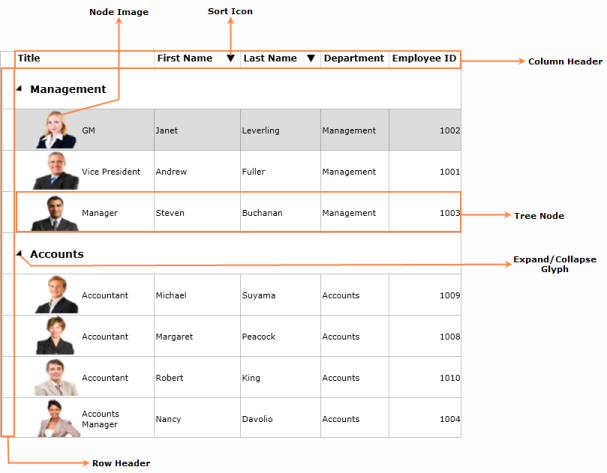 Node Image
Sort Icon
Title First Name Last Name Department Employee ID
Column Header
Management
GM Janet Leverling Management 1002
Vice President Andrew Fuller Management 1001
Manager Steven Buchanan Management 1003
Tree Node
Accounts
Expand/Collapse
Glyph
Accountant Michael Suyama Accounts 1009
Accountant Margaret Peacock Accounts 1008
Accountant Robert King Accounts 1010
Accounts
Manager Nancy Davolio Accounts 1004
Row Header